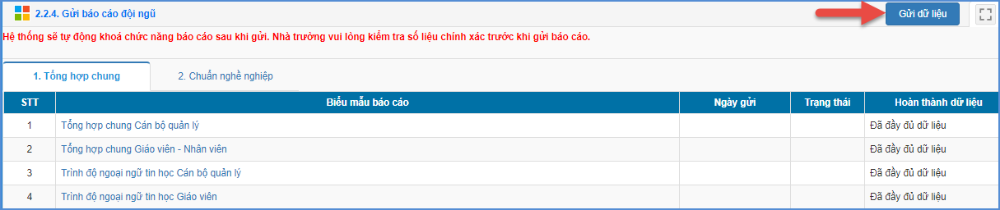 2.2.4. Gửi báo cáo đội ngũ
Gửi dữ liệu
Hệ thống sẽ tự động khoá chức năng báo cáo sau khi gửi. Nhà trường vui lòng kiểm tra số liệu chính xác trước khi gửi báo cáo.
1. Tổng hợp chung 2. Chuẩn nghề nghiệp
STT Biểu mẫu báo cáo Ngày gửi Trạng thái Hoàn thành dữ liệu
1 Tổng hợp chung Cán bộ quản lý Đã đầy đủ dữ liệu
2 Tổng hợp chung Giáo viên - Nhân viên Đã đầy đủ dữ liệu
3 Trình độ ngoại ngữ tin học Cán bộ quản lý Đã đầy đủ dữ liệu
4 Trình độ ngoại ngữ tin học Giáo viên Đã đầy đủ dữ liệu